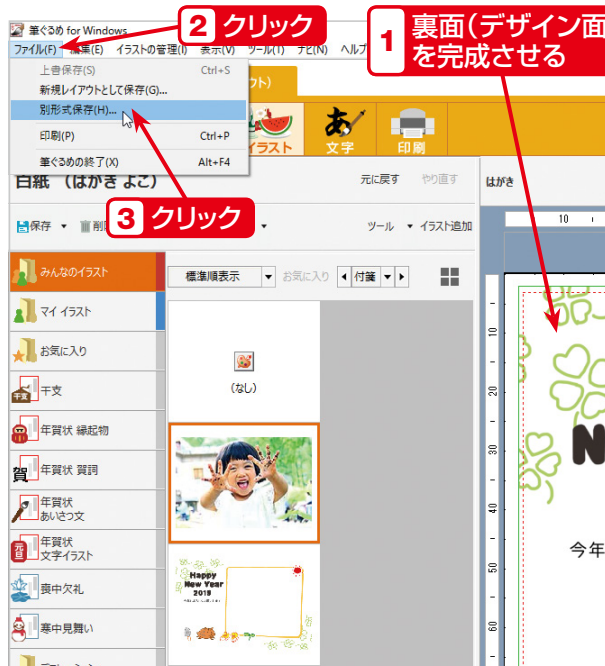 筆ぐるめ for Windows
2 クリック
1 裏面(デザイン面
を完成させる
ファイル(F)
イラストの管理(I)
表示(V)
ツール(T)
ナビ(N)
上書保存(S) Ctrl+S
新規レイアウトとして保存(G)...
別形式保存(H)...
印刷(P) Ctrl+P
筆ぐるめの終了(X) Alt+F4
イラスト
文字
印刷
白紙 (はがき よこ)
元に戻す やり直す
はがき
3 クリック
保存
ツール
イラスト追加
10
みんなのイラスト
標準順表示
お気に入り
付箋
マイ イラスト
お気に入り
(なし)
干支
年賀状 縁起物
賀 年賀状 賀詞
年賀状
あいさつ文
元旦
年賀状
文字イラスト
喪中欠礼
寒中見舞い
Happy
New Year
2019
10
20
30
40
50
60
N
今年